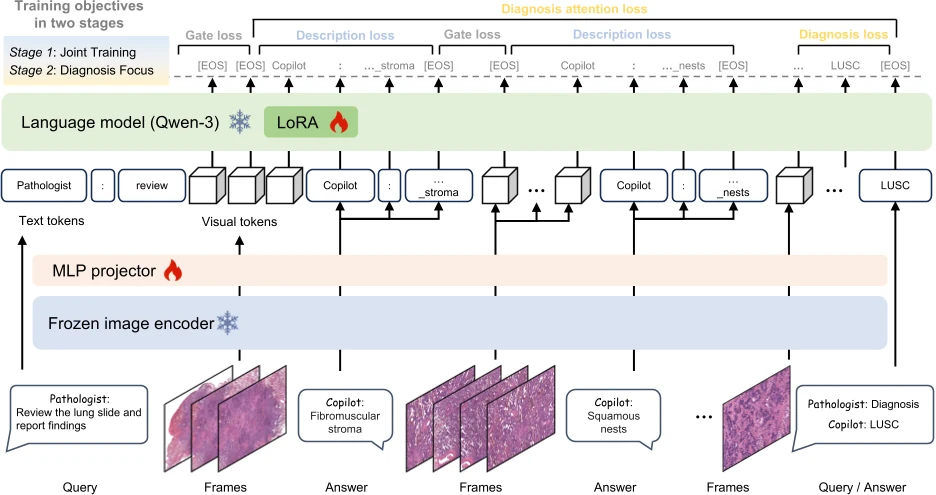 Training objectives
in two stages
Stage 1: Joint Training
Stage 2: Diagnosis Focus
Diagnosis attention loss
Gate loss
Description loss
Gate loss
Description loss
Diagnosis loss
[EOS]
[EOS]
Copilot
:
..._stroma
[EOS]
[EOS]
Copilot
:
..._nests
[EOS]
...
LUSC
[EOS]
Language model (Qwen-3)
LoRA
Pathologist
:
review
Copilot
:
...
_stroma
...
Copilot
:
...
_nests
...
LUSC
Text tokens
Visual tokens
MLP projector
Frozen image encoder
Pathologist:
Review the lung slide and
report findings
Copilot:
Fibromuscular
stroma
Copilot:
Squamous
nests
...
Pathologist: Diagnosis
Copilot: LUSC
Query
Frames
Answer
Frames
Answer
Frames
Query / Answer